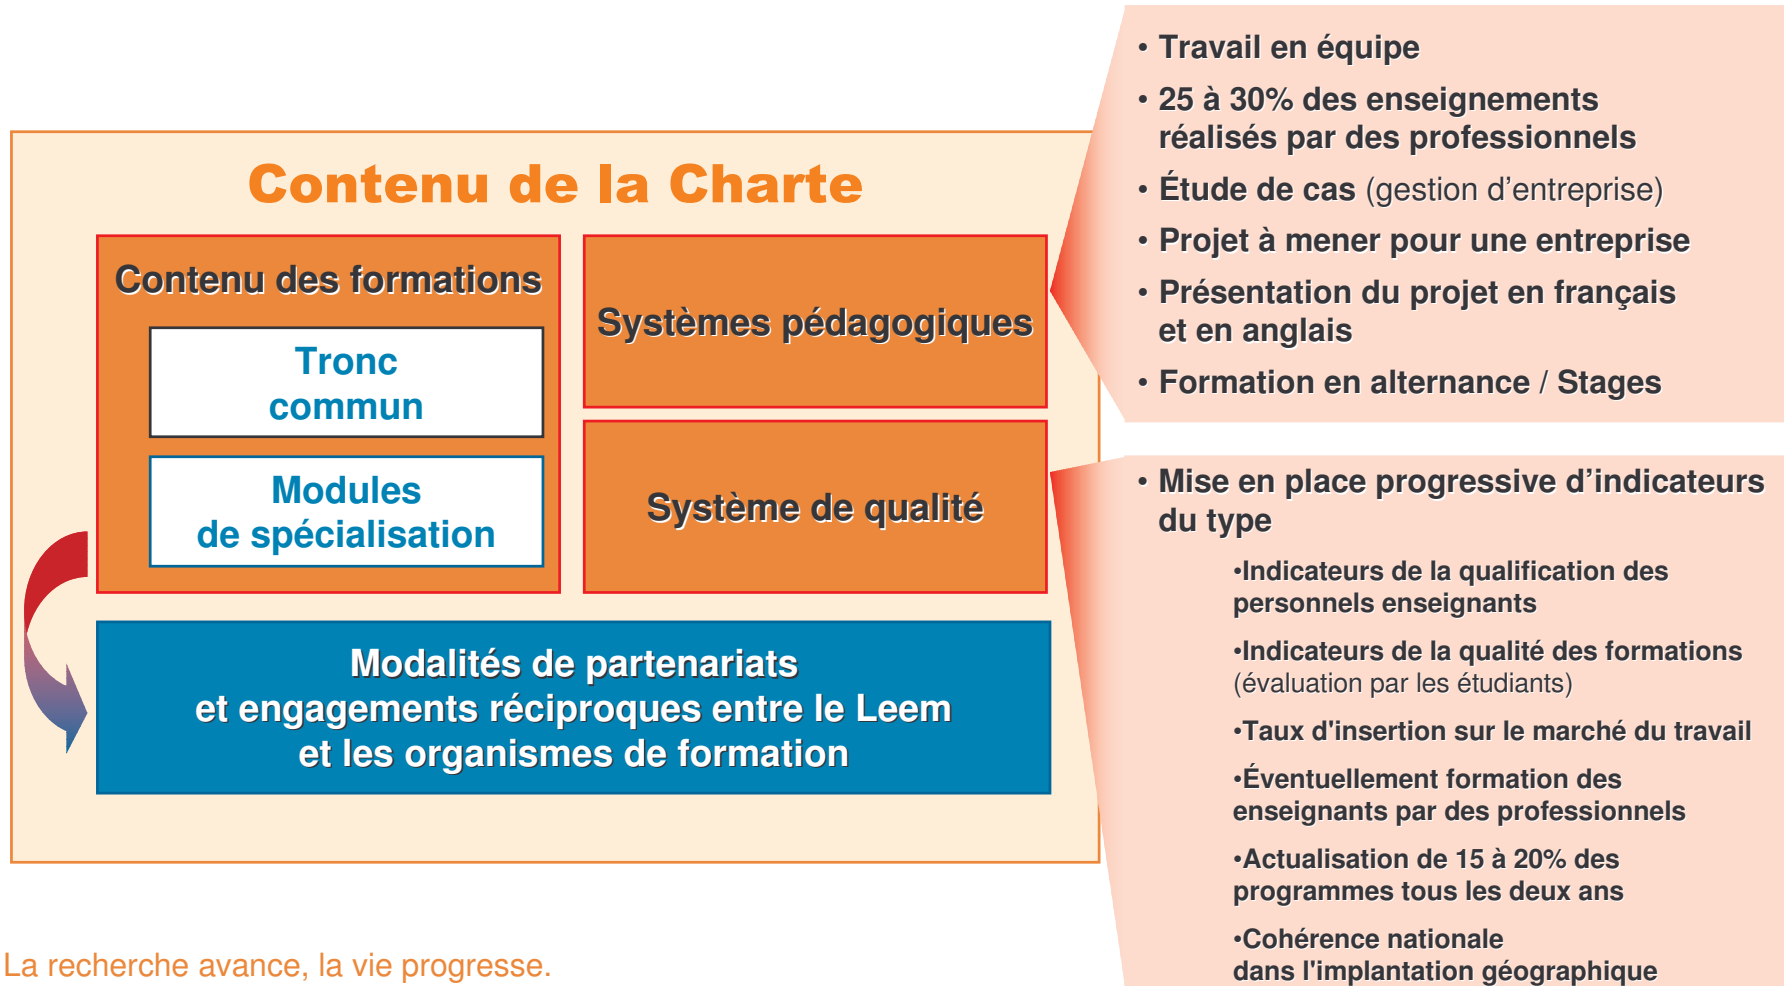 Contenu de la Charte
Contenu des formations
Tronc
commun
Modules
de spécialisation
Systèmes pédagogiques
Système de qualité
Modalités de partenariats
et engagements réciproques entre le Leem
et les organismes de formation
• Travail en équipe
• 25 à 30% des enseignements
réalisés par des professionnels
• Étude de cas (gestion d’entreprise)
• Projet à mener pour une entreprise
• Présentation du projet en français
et en anglais
• Formation en alternance / Stages
• Mise en place progressive d’indicateurs
du type
•Indicateurs de la qualification des
personnels enseignants
•Indicateurs de la qualité des formations
(évaluation par les étudiants)
•Taux d'insertion sur le marché du travail
•Éventuellement formation des
enseignants par des professionnels
•Actualisation de 15 à 20% des
programmes tous les deux ans
•Cohérence nationale
dans l'implantation géographique
La recherche avance, la vie progresse.